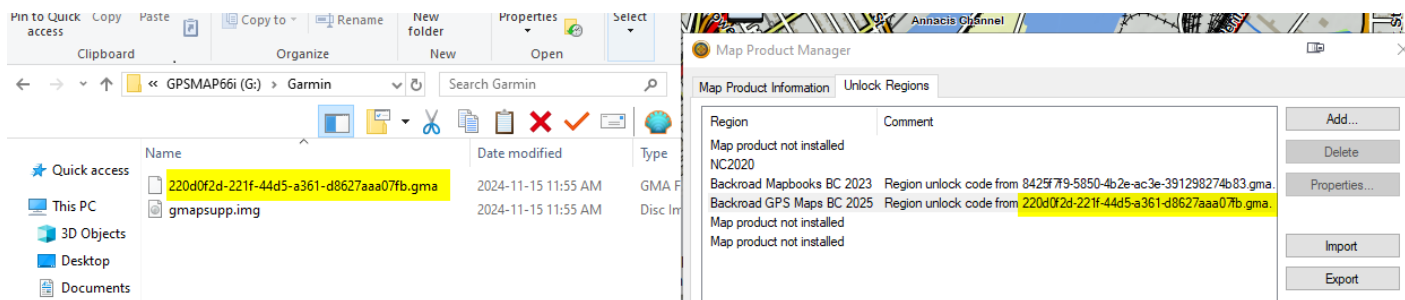 Pin to Quick access
Copy
Paste
Copy to
Rename
New folder
Properties
Select
Clipboard
Organize
New
Open
« GPSMAP66i (G:) › Garmin
Search Garmin
Name
Date modified
Type
Quick access
220d0f2d-221f-44d5-a361-d8627aaa07fb.gma
2024-11-15 11:55 AM
GMA F
This PC
gmapsupp.img
2024-11-15 11:55 AM
Disc Im
3D Objects
Desktop
Documents
Annacis Channel
Map Product Manager
Map Product Information
Unlock Regions
Region
Comment
Map product not installed
NC2020
Backroad Mapbooks BC 2023 Region unlock code from 8425f7f9-5850-4b2e-ac3e-391298274b83.gma.
Backroad GPS Maps BC 2025 Region unlock code from 220d0f2d-221f-44d5-a361-d8627aaa07fb.gma.
Map product not installed
Map product not installed
Add...
Delete
Properties...
Import
Export